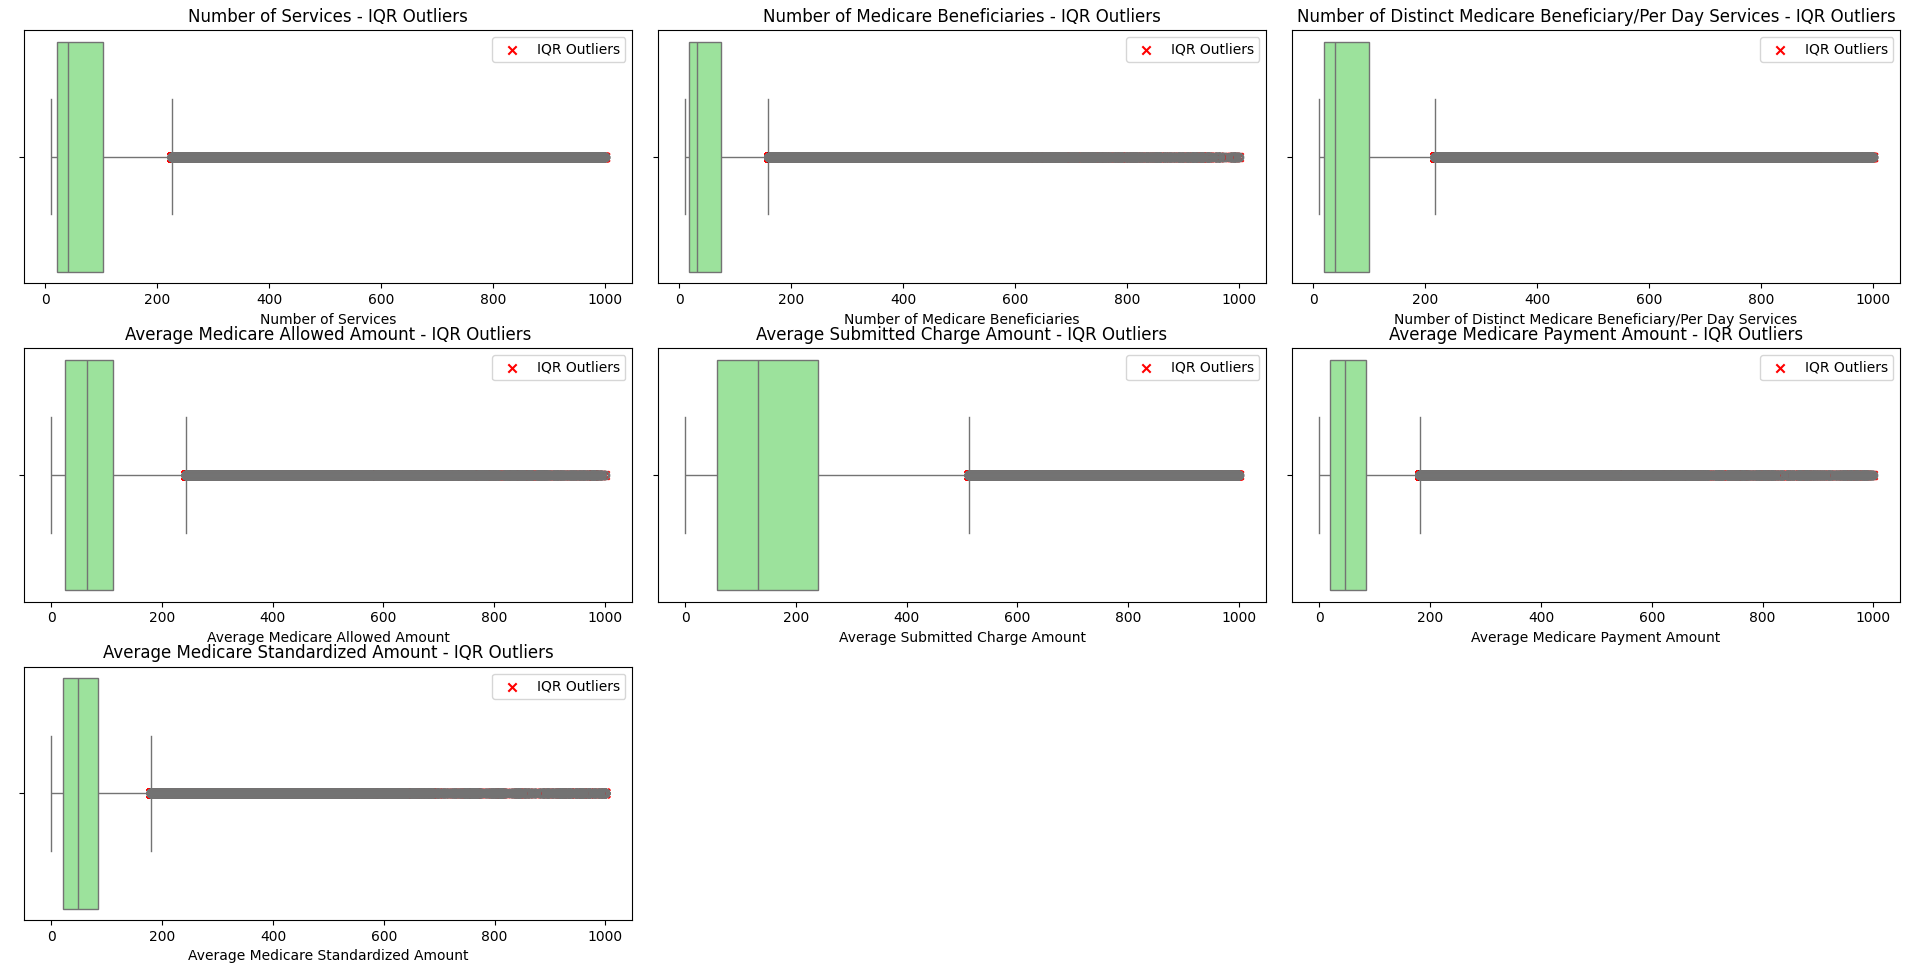 Number of Services - IQR Outliers
IQR Outliers
0 200 400 600 800 1000
Number of Services
Number of Medicare Beneficiaries - IQR Outliers
IQR Outliers
0 200 400 600 800 1000
Number of Medicare Beneficiaries
Number of Distinct Medicare Beneficiary/Per Day Services - IQR Outliers
IQR Outliers
0 200 400 600 800 1000
Number of Distinct Medicare Beneficiary/Per Day Services
Average Medicare Allowed Amount - IQR Outliers
IQR Outliers
0 200 400 600 800 1000
Average Medicare Allowed Amount
Average Submitted Charge Amount - IQR Outliers
IQR Outliers
0 200 400 600 800 1000
Average Submitted Charge Amount
Average Medicare Payment Amount - IQR Outliers
IQR Outliers
0 200 400 600 800 1000
Average Medicare Payment Amount
Average Medicare Standardized Amount - IQR Outliers
IQR Outliers
0 200 400 600 800 1000
Average Medicare Standardized Amount